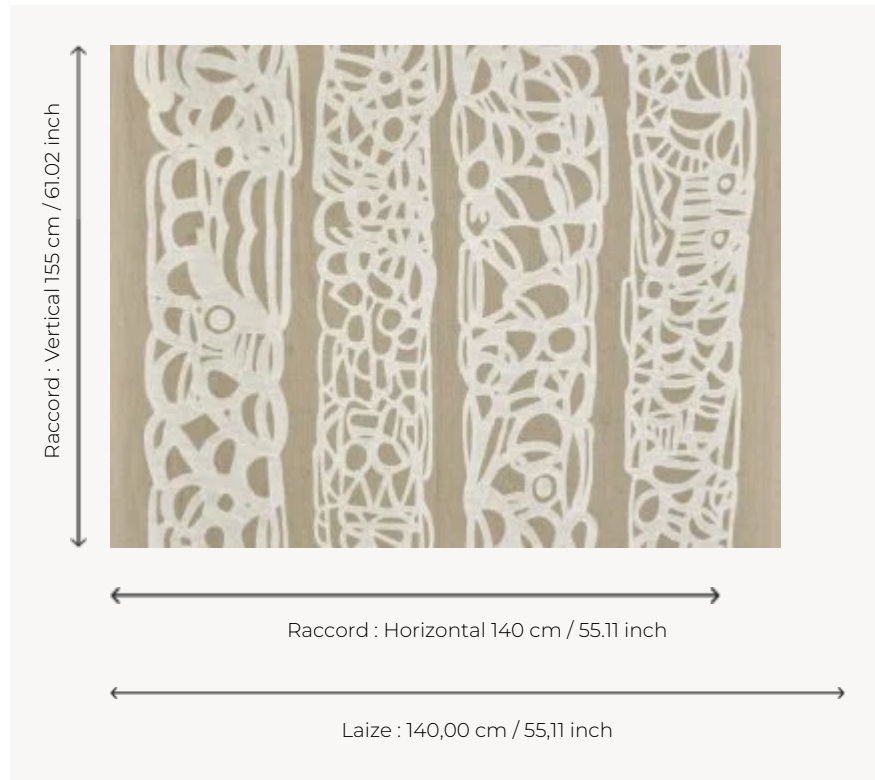 Raccord : Vertical 155 cm / 61.02 inch
Raccord : Horizontal 140 cm / 55.11 inch
Laize : 140,00 cm / 55,11 inch